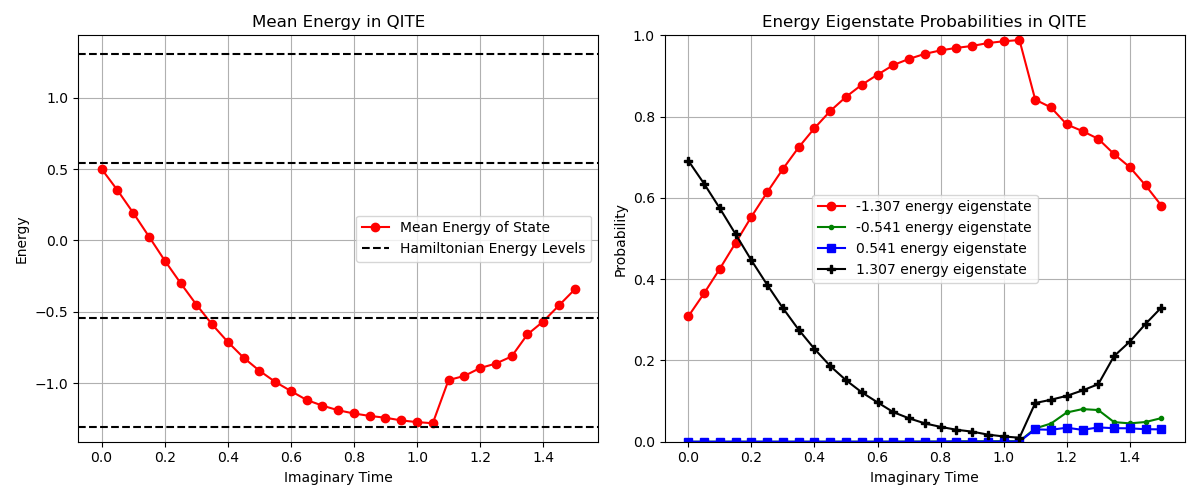 Mean Energy in QITE
Energy
1.0
0.5
0.0
−0.5
−1.0
0.0 0.2 0.4 0.6 0.8 1.0 1.2 1.4
Imaginary Time
Mean Energy of State
Hamiltonian Energy Levels
Energy Eigenstate Probabilities in QITE
Probability
1.0
0.8
0.6
0.4
0.2
0.0
0.0 0.2 0.4 0.6 0.8 1.0 1.2 1.4
Imaginary Time
-1.307 energy eigenstate
-0.541 energy eigenstate
0.541 energy eigenstate
1.307 energy eigenstate